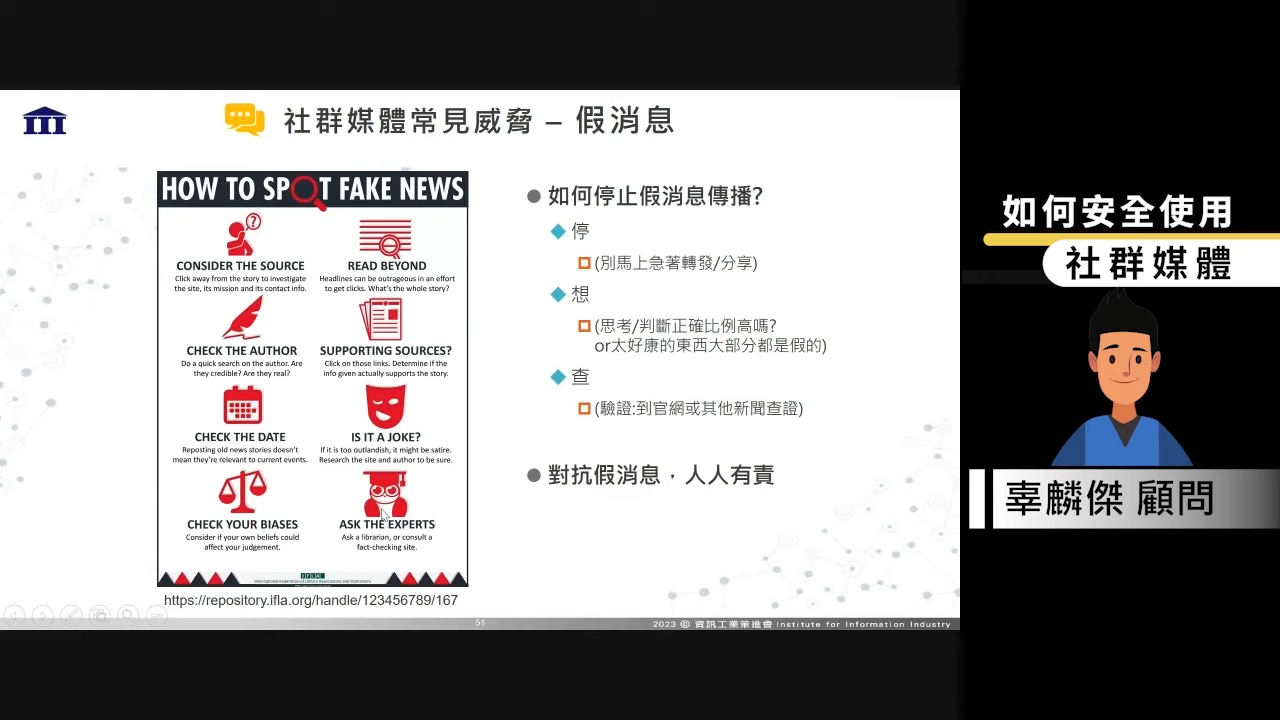 社群媒體常見威脅 – 假消息
HOW TO SPOT FAKE NEWS
CONSIDER THE SOURCE
Click away from the story to investigate
the site, its mission and its contact info.
READ BEYOND
Headlines can be outrageous in an effort
to get clicks. What's the whole story?
CHECK THE AUTHOR
Do a quick search on the author. Are
they credible? Are they real?
SUPPORTING SOURCES?
Click on those links. Determine if the
info given actually supports the story.
CHECK THE DATE
Reposting old news stories doesn't
mean they're relevant to current events.
IS IT A JOKE?
If it is too outlandish, it might be satire.
Research the site and author to be sure.
CHECK YOUR BIASES
Consider if your own beliefs could
affect your judgement.
ASK THE EXPERTS
Ask a librarian, or consult a
fact-checking site.
IFLA
International Federation of Library Associations and Institutions
https://repository.ifla.org/handle/123456789/167
如何停止假消息傳播?
停
(別馬上急著轉發/分享)
想
(思考/判斷正確比例高嗎?
or太好康的東西大部分都是假的)
查
(驗證:到官網或其他新聞查證)
對抗假消息，人人有責
51
2023 © 資訊工業策進會 Institute for Information Industry
如何安全使用
社群媒體
辜麟傑 顧問